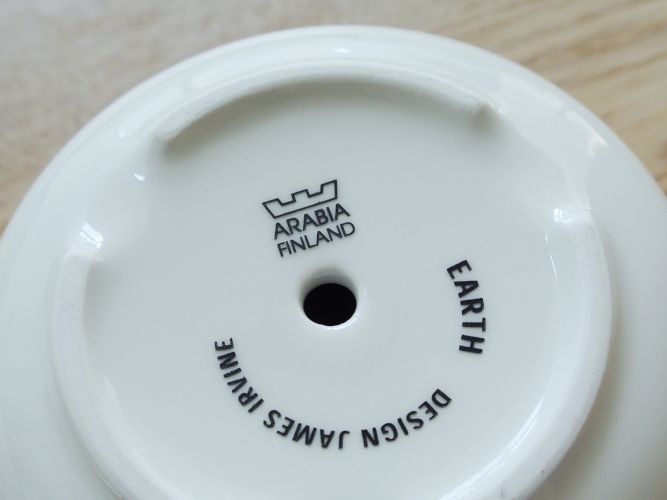 ARABIA
FINLAND
EARTH
DESIGN JAMES IRVINE